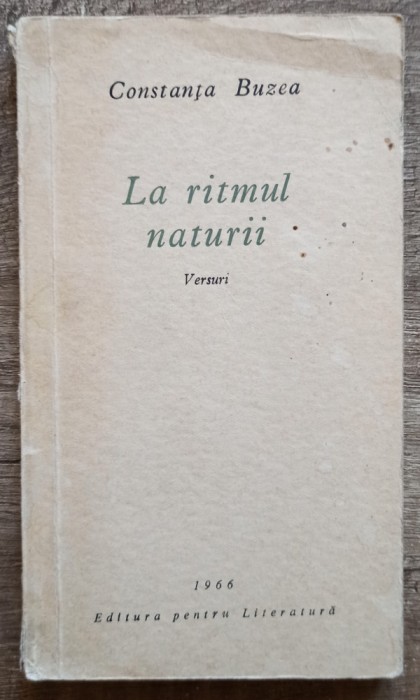 Constanța Buzea
La ritmul
naturii
Versuri
1966
Editura pentru Literatură